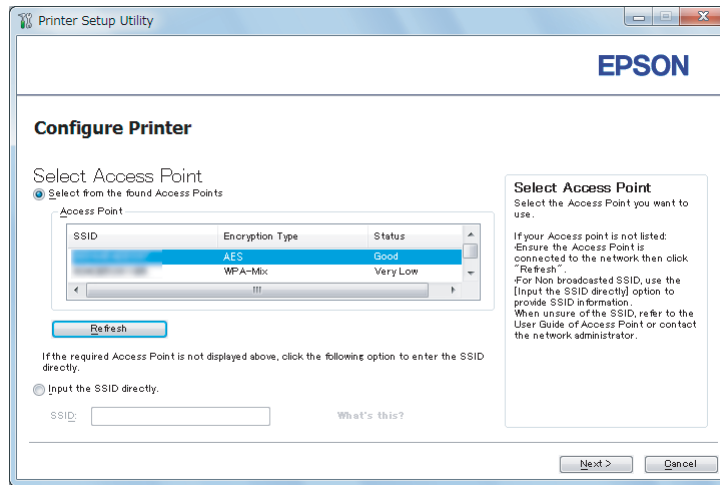 Printer Setup Utility
EPSON
Configure Printer
Select Access Point
Select from the found Access Points
Access Point
SSID Encryption Type Status
AES Good
WPA-Mix Very Low
Refresh
If the required Access Point is not displayed above, click the following option to enter the SSID
directly.
Input the SSID directly.
SSID: What's this?
Select Access Point
Select the Access Point you want to
use.
If your Access point is not listed:
·Ensure the Access Point is
connected to the network then click
"Refresh".
·For Non broadcasted SSID, use the
[Input the SSID directly] option to
provide SSID information.
When unsure of the SSID, refer to the
User Guide of Access Point or contact
the network administrator.
Next > Cancel